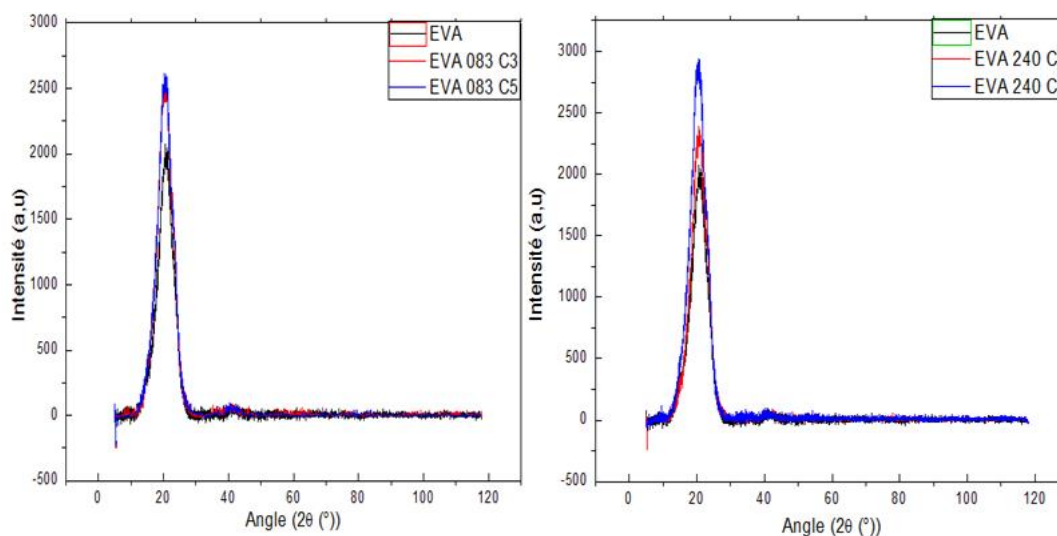 3000
2500
2000
1500
1000
500
0
-500
Intensité (a,u)
0 20 40 60 80 100 120
Angle (2θ (°))
EVA
EVA 083 C3
EVA 083 C5
3000
2500
2000
1500
1000
500
0
-500
Intensité (a,u)
0 20 40 60 80 100 120
Angle (2θ (°))
EVA
EVA 240 C
EVA 240 C